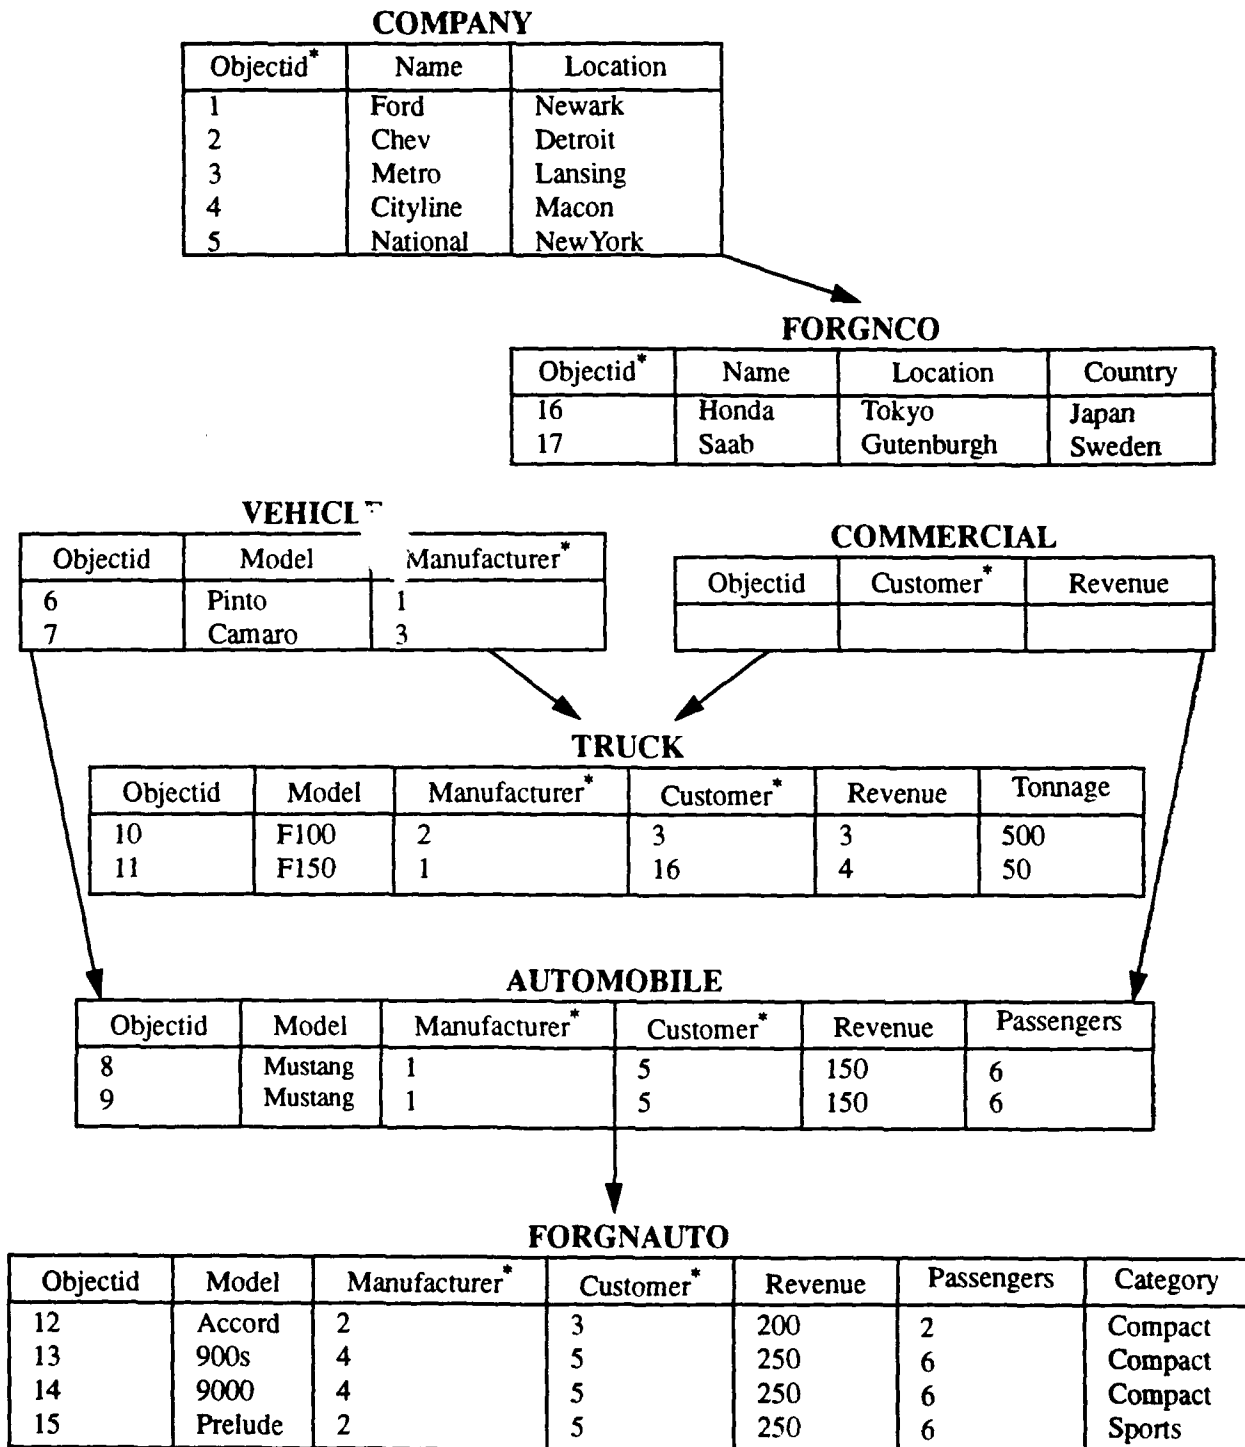 COMPANY
Objectid* Name Location
1 Ford Newark
2 Chev Detroit
3 Metro Lansing
4 Cityline Macon
5 National NewYork
FORGNCO
Objectid* Name Location Country
16 Honda Tokyo Japan
17 Saab Gutenburgh Sweden
VEHICLE
Objectid Model Manufacturer*
6 Pinto 1
7 Camaro 3
COMMERCIAL
Objectid Customer* Revenue
TRUCK
Objectid Model Manufacturer* Customer* Revenue Tonnage
10 F100 2 3 3 500
11 F150 1 16 4 50
AUTOMOBILE
Objectid Model Manufacturer* Customer* Revenue Passengers
8 Mustang 1 5 150 6
9 Mustang 1 5 150 6
FORGNAUTO
Objectid Model Manufacturer* Customer* Revenue Passengers Category
12 Accord 2 3 200 2 Compact
13 900s 4 5 250 6 Compact
14 9000 4 5 250 6 Compact
15 Prelude 2 5 250 6 Sports